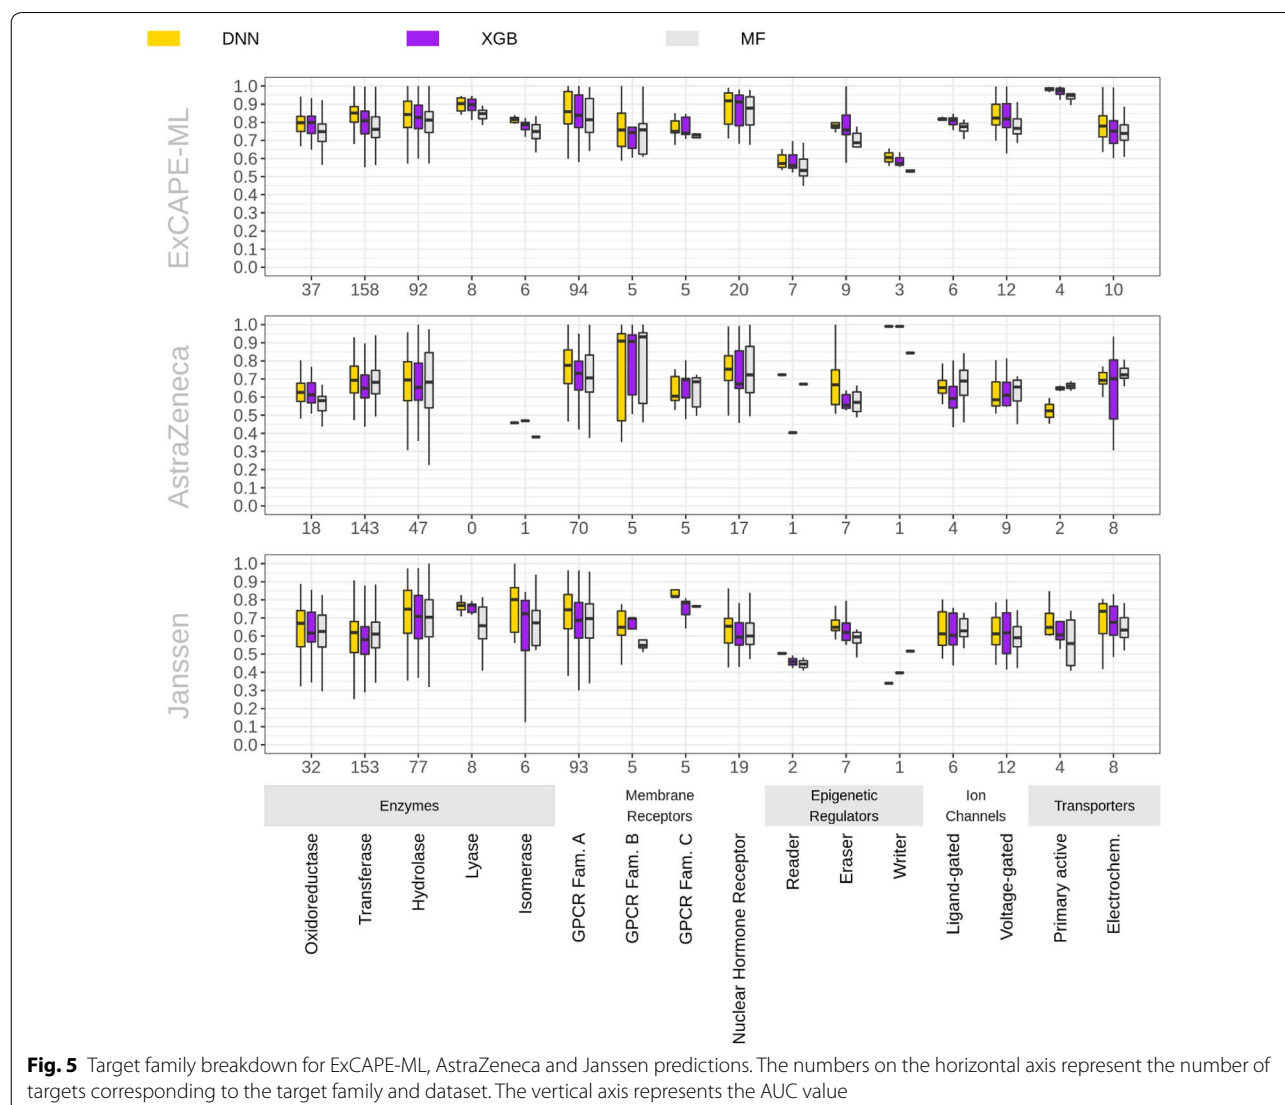 DNN XGB MF
ExCAPE-ML
1.0
0.9
0.8
0.7
0.6
0.5
0.4
0.3
0.2
0.1
0.0
37 158 92 8 6 94 5 5 20 7 9 3 6 12 4 10
AstraZeneca
1.0
0.9
0.8
0.7
0.6
0.5
0.4
0.3
0.2
0.1
0.0
18 143 47 0 1 70 5 5 17 1 7 1 4 9 2 8
Janssen
1.0
0.9
0.8
0.7
0.6
0.5
0.4
0.3
0.2
0.1
0.0
32 153 77 8 6 93 5 5 19 2 7 1 6 12 4 8
Enzymes
Membrane
Receptors
Epigenetic
Regulators
Ion
Channels
Transporters
Oxidoreductase
Transferase
Hydrolase
Lyase
Isomerase
GPCR Fam. A
GPCR Fam. B
GPCR Fam. C
Nuclear Hormone Receptor
Reader
Eraser
Writer
Ligand-gated
Voltage-gated
Primary active
Electrochem.
Fig. 5 Target family breakdown for ExCAPE-ML, AstraZeneca and Janssen predictions. The numbers on the horizontal axis represent the number of
targets corresponding to the target family and dataset. The vertical axis represents the AUC value